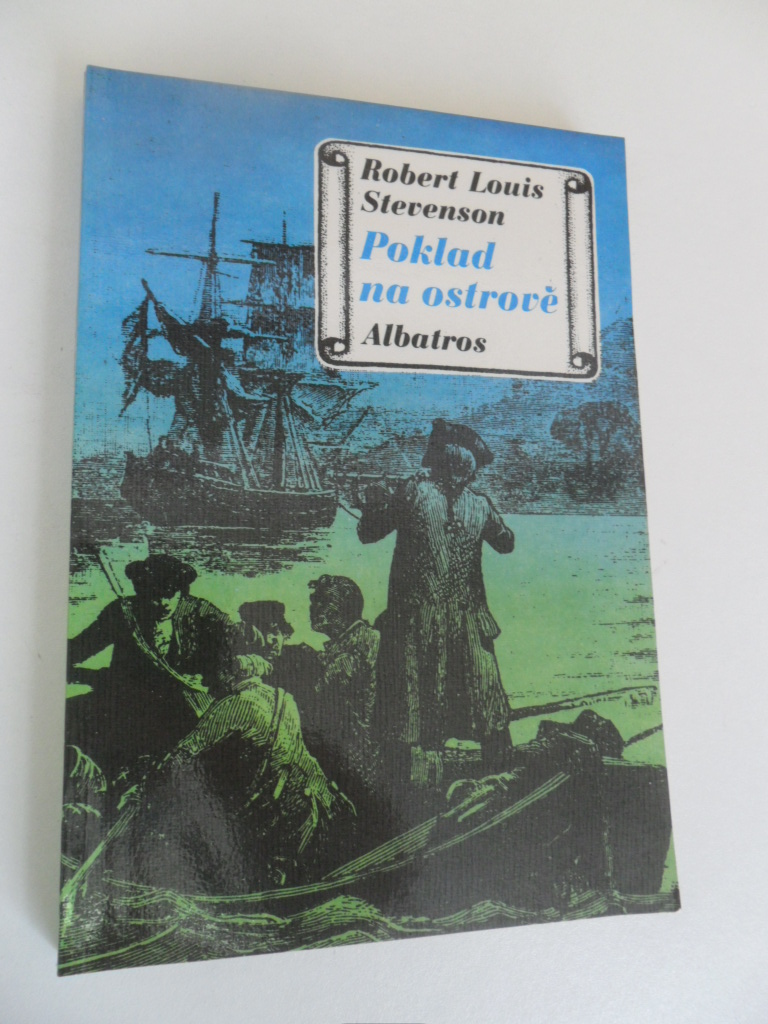 Robert Louis
Stevenson
Poklad
na ostrově
Albatros